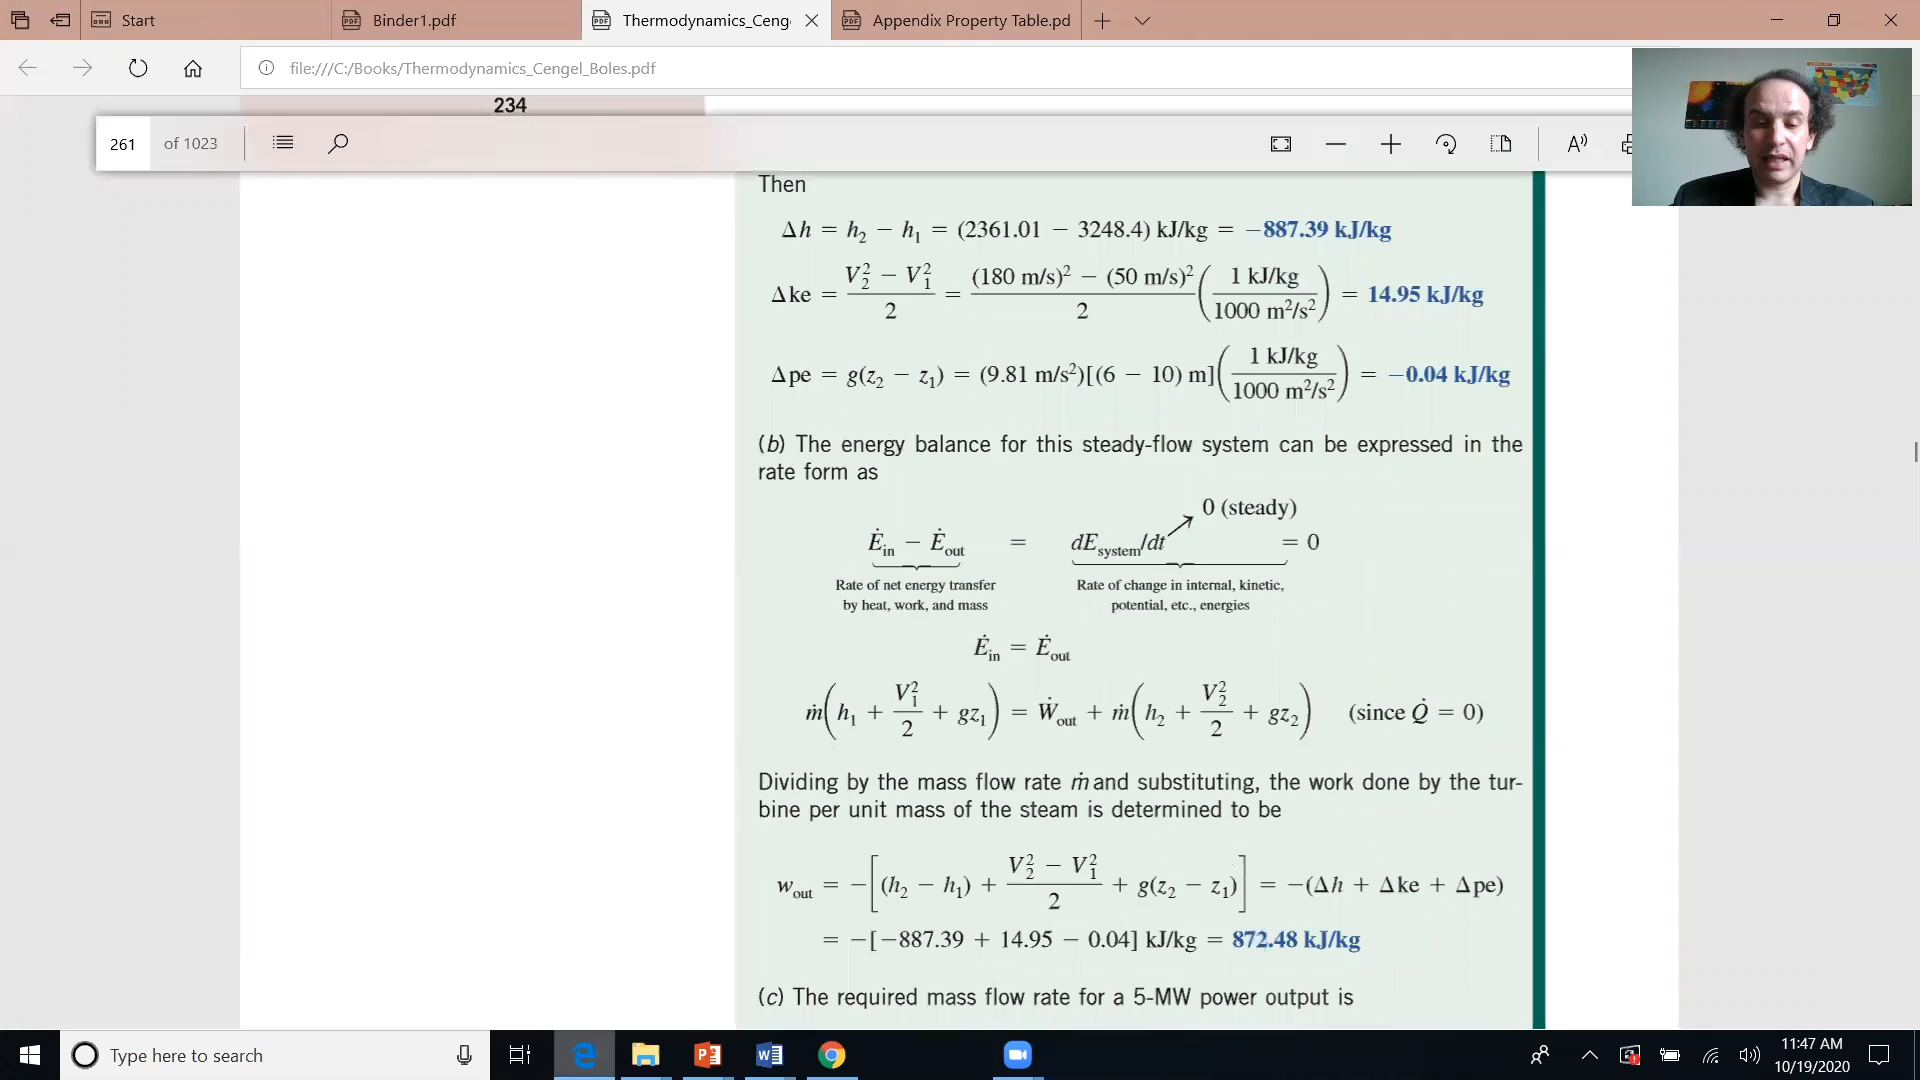 Start
Binder1.pdf
Thermodynamics_Ceng
Appendix Property Table.pd
file:///C:/Books/Thermodynamics_Cengel_Boles.pdf
234
261 of 1023
Then
Δh = h₂ − h₁ = (2361.01 − 3248.4) kJ/kg = −887.39 kJ/kg
Δke = (V₂² − V₁²)/2 = ((180 m/s)² − (50 m/s)²)/2 (1 kJ/kg / 1000 m²/s²) = 14.95 kJ/kg
Δpe = g(z₂ − z₁) = (9.81 m/s²)[(6 − 10) m](1 kJ/kg / 1000 m²/s²) = −0.04 kJ/kg
(b) The energy balance for this steady-flow system can be expressed in the
rate form as
0 (steady)
Ėin − Ėout = dEsystem/dt = 0
Rate of net energy transfer
by heat, work, and mass
Rate of change in internal, kinetic,
potential, etc., energies
Ėin = Ėout
ṁ(h₁ + V₁²/2 + gz₁) = Ẇout + ṁ(h₂ + V₂²/2 + gz₂) (since Q̇ = 0)
Dividing by the mass flow rate ṁ and substituting, the work done by the tur-
bine per unit mass of the steam is determined to be
wout = −[(h₂ − h₁) + (V₂² − V₁²)/2 + g(z₂ − z₁)] = −(Δh + Δke + Δpe)
= −[−887.39 + 14.95 − 0.04] kJ/kg = 872.48 kJ/kg
(c) The required mass flow rate for a 5-MW power output is
Type here to search
11:47 AM
10/19/2020